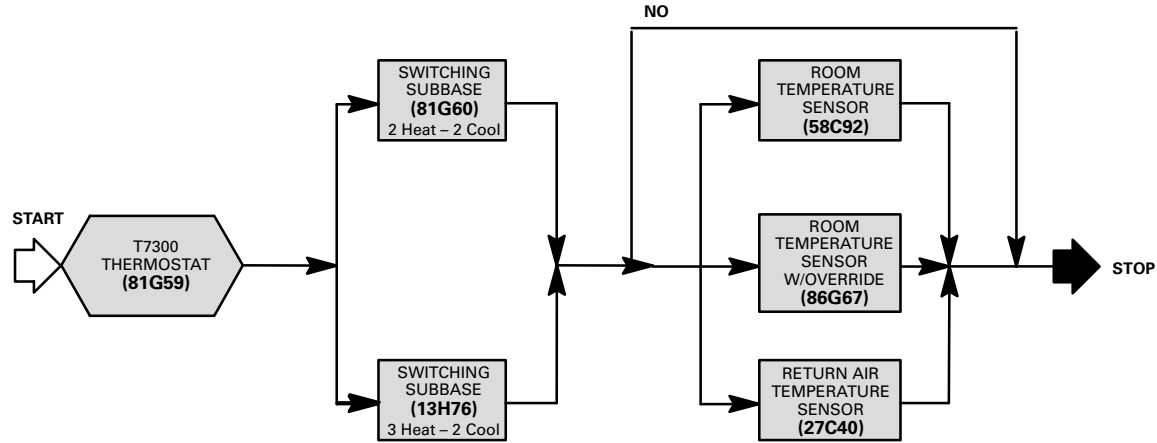 START
T7300
THERMOSTAT
(81G59)
SWITCHING
SUBBASE
(81G60)
2 Heat – 2 Cool
SWITCHING
SUBBASE
(13H76)
3 Heat – 2 Cool
NO
ROOM
TEMPERATURE
SENSOR
(58C92)
ROOM
TEMPERATURE
SENSOR
W/OVERRIDE
(86G67)
RETURN AIR
TEMPERATURE
SENSOR
(27C40)
STOP